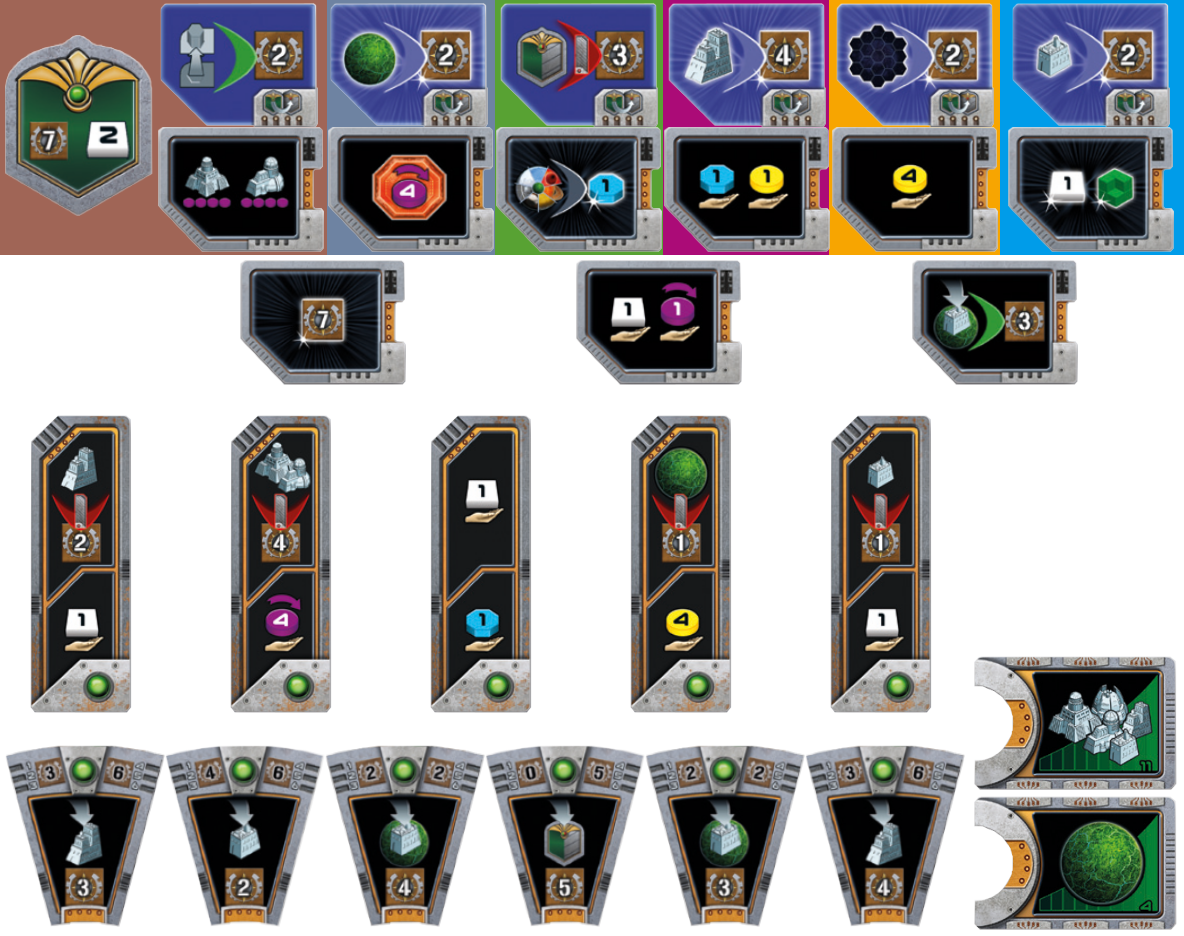 2 2 3 4 2 2
7 2
4 1 1 1 4 1
7 1 1 3
2 4 1 1 1
1 4 1 4 1
3 6 4 6 2 2 0 5 2 2 3 6
3 2 4 5 3 4
11
4